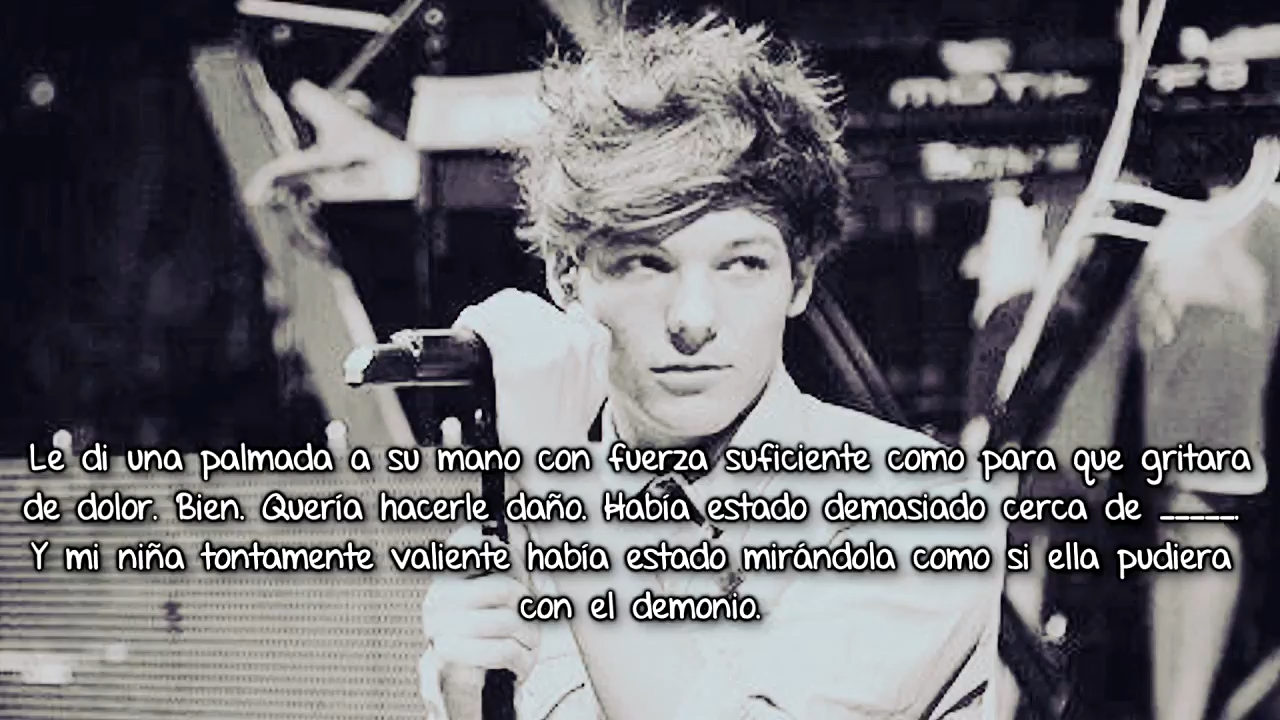 MOTIF
F8
Le di una palmada a su mano con fuerza suficiente como para que gritara
de dolor. Bien. Quería hacerle daño. Había estado demasiado cerca de _____.
Y mi niña tontamente valiente había estado mirándola como si ella pudiera
con el demonio.